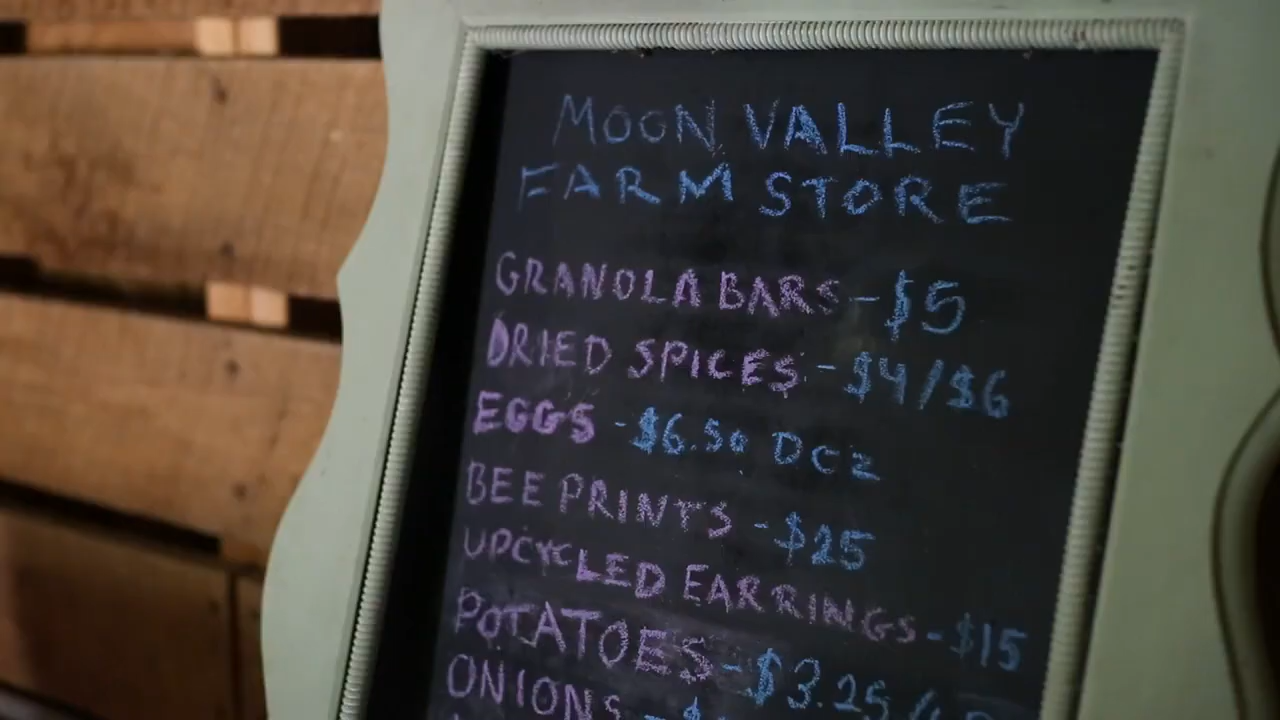 MOON VALLEY
FARM STORE
GRANOLA BARS - $5
DRIED SPICES - $4/$6
EGGS - $6.50 DOZ
BEE PRINTS - $25
UPCYCLED EARRINGS - $15
POTATOES - $3.25/
ONIONS - $